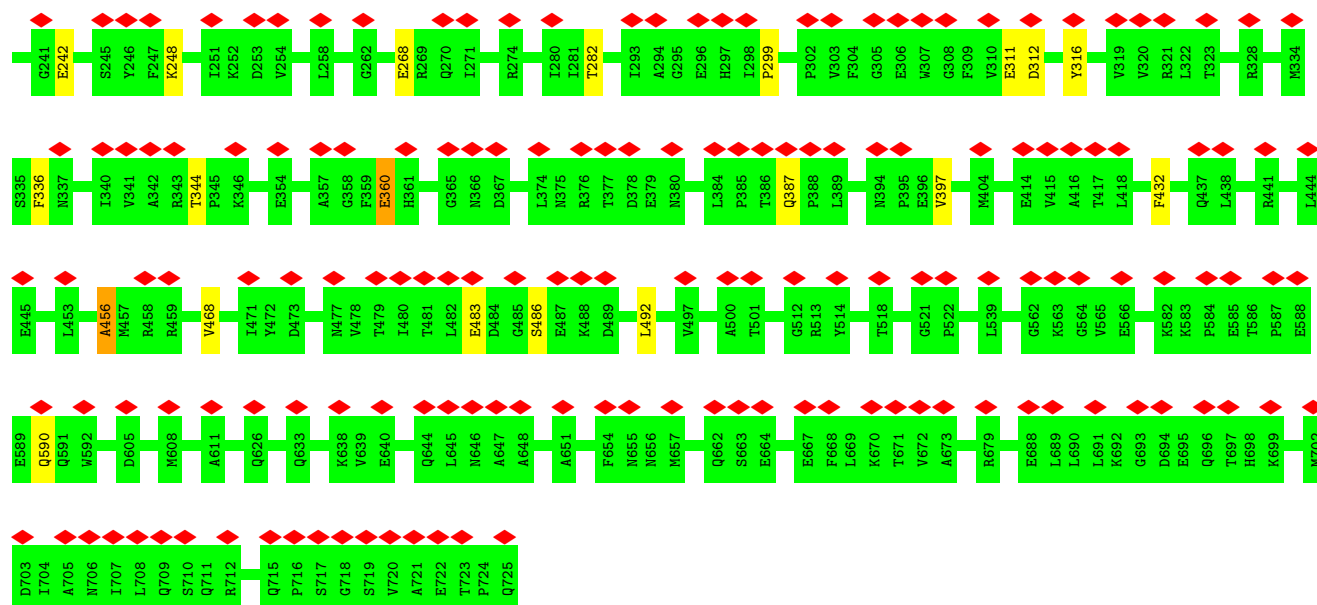 G241 E242 S245 Y246 F247 K248 I251 K252 D253 V254 L258 G262 E268 R269 Q270 I271 R274 I280 I281 T282 I293 A294 G295 E296 H297 I298 P299 P302 V303 F304 G305 E306 W307 G308 F309 V310 E311 D312 Y316 V319 V320 R321 L322 T323 R328 M334
S335 F336 N337 I340 V341 A342 R343 T344 P345 K346 E354 A357 G358 F359 E360 H361 G365 N366 D367 L374 N375 R376 T377 D378 E379 N380 L384 P385 T386 Q387 P388 L389 N394 P395 E396 V397 M404 E414 V415 A416 T417 L418 F432 Q437 L438 R441 L444
E445 L453 A456 M457 R458 R459 V468 I471 Y472 D473 N477 V478 T479 I480 T481 L482 E483 D484 G485 S486 E487 K488 D489 L492 V497 A500 T501 G512 R513 Y514 T518 G521 P522 L539 G562 K563 G564 V565 E566 K582 K583 P584 E585 T586 P587 E588
E589 Q590 Q591 W592 D605 M608 A611 Q626 Q633 K638 V639 E640 Q644 L645 N646 A647 A648 A651 F654 N655 N656 M657 Q662 S663 E664 E667 F668 L669 K670 T671 V672 A673 R679 E688 L689 L690 L691 K692 G693 D694 E695 Q696 T697 H698 K699 M702
D703 I704 A705 N706 I707 L708 Q709 S710 Q711 R712 Q715 P716 S717 G718 S719 V720 A721 E722 T723 P724 Q725